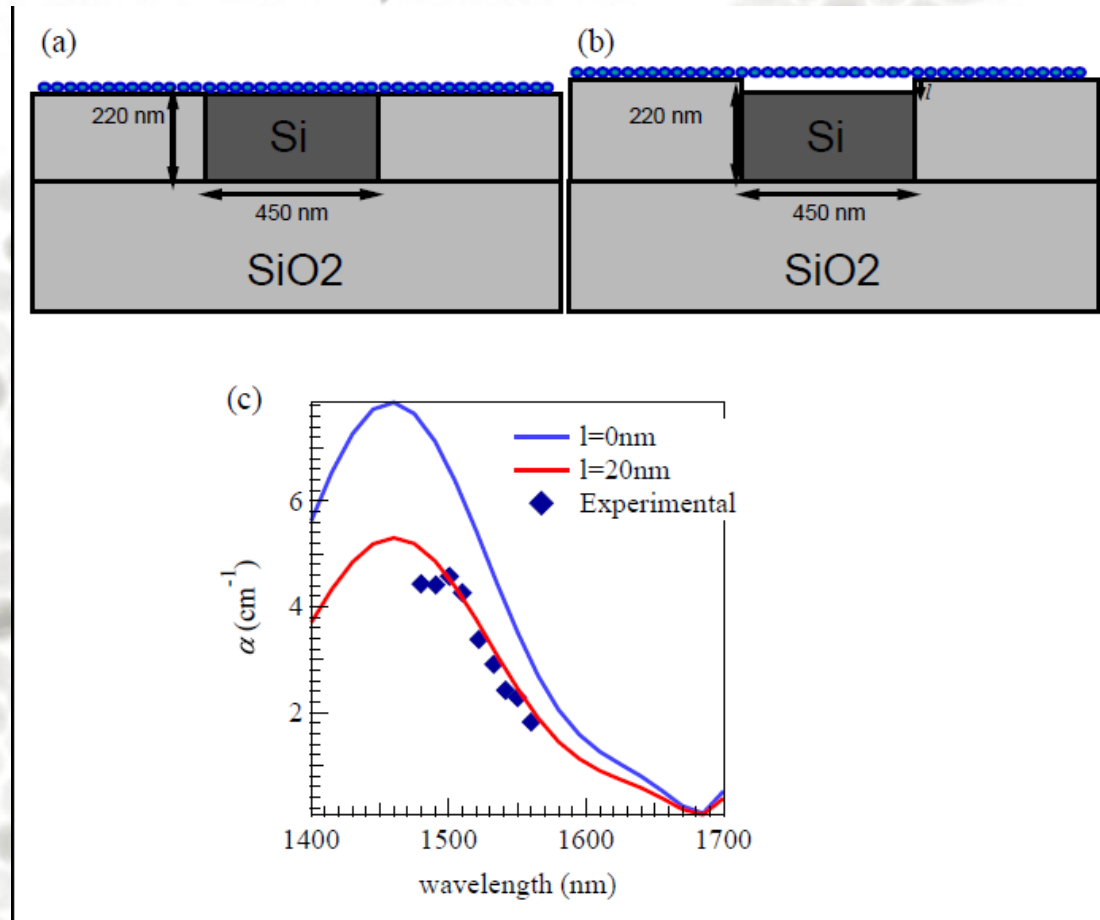 (a)
220 nm
Si
450 nm
SiO2
(b)
l
220 nm
Si
450 nm
SiO2
(c)
l=0nm
l=20nm
Experimental
6
4
2
α (cm⁻¹)
1400 1500 1600 1700
wavelength (nm)